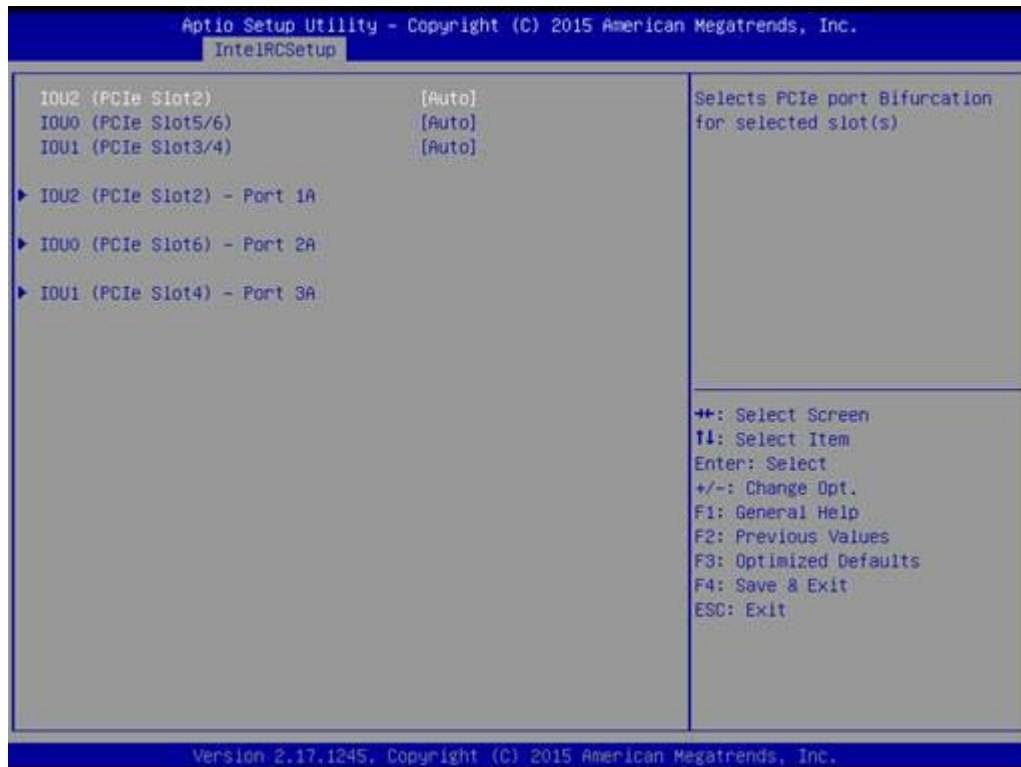 Aptio Setup Utility – Copyright (C) 2015 American Megatrends, Inc.
IntelRCSetup
IOU2 (PCIe Slot2) [Auto]
IOU0 (PCIe Slot5/6) [Auto]
IOU1 (PCIe Slot3/4) [Auto]
▶ IOU2 (PCIe Slot2) – Port 1A
▶ IOU0 (PCIe Slot6) – Port 2A
▶ IOU1 (PCIe Slot4) – Port 3A
Selects PCIe port Bifurcation
for selected slot(s)
→←: Select Screen
↑↓: Select Item
Enter: Select
+/-: Change Opt.
F1: General Help
F2: Previous Values
F3: Optimized Defaults
F4: Save & Exit
ESC: Exit
Version 2.17.1245. Copyright (C) 2015 American Megatrends, Inc.